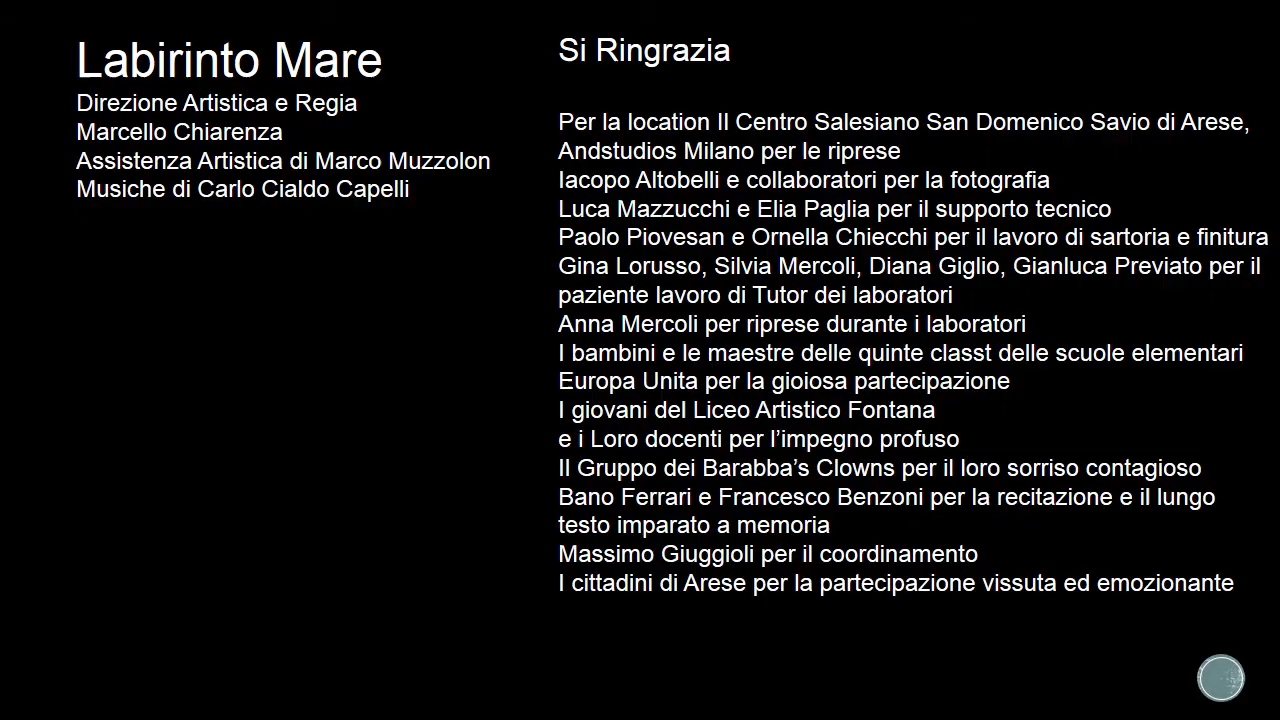 Labirinto Mare
Direzione Artistica e Regia
Marcello Chiarenza
Assistenza Artistica di Marco Muzzolon
Musiche di Carlo Cialdo Capelli
Si Ringrazia
Per la location Il Centro Salesiano San Domenico Savio di Arese,
Andstudios Milano per le riprese
Iacopo Altobelli e collaboratori per la fotografia
Luca Mazzucchi e Elia Paglia per il supporto tecnico
Paolo Piovesan e Ornella Chiecchi per il lavoro di sartoria e finitura
Gina Lorusso, Silvia Mercoli, Diana Giglio, Gianluca Previato per il
paziente lavoro di Tutor dei laboratori
Anna Mercoli per riprese durante i laboratori
I bambini e le maestre delle quinte classt delle scuole elementari
Europa Unita per la gioiosa partecipazione
I giovani del Liceo Artistico Fontana
e i Loro docenti per l’impegno profuso
Il Gruppo dei Barabba’s Clowns per il loro sorriso contagioso
Bano Ferrari e Francesco Benzoni per la recitazione e il lungo
testo imparato a memoria
Massimo Giuggioli per il coordinamento
I cittadini di Arese per la partecipazione vissuta ed emozionante